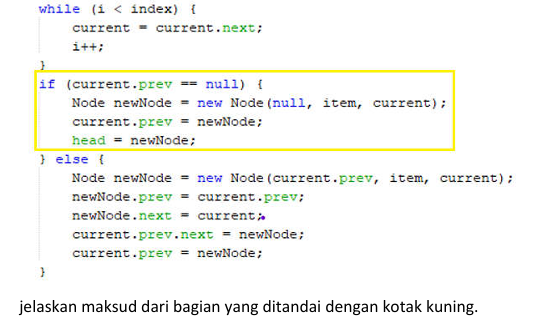 while (i < index) {
current = current.next;
i++;
}
if (current.prev == null) {
Node newNode = new Node(null, item, current);
current.prev = newNode;
head = newNode;
} else {
Node newNode = new Node(current.prev, item, current);
newNode.prev = current.prev;
newNode.next = current;
current.prev.next = newNode;
current.prev = newNode;
}
jelaskan maksud dari bagian yang ditandai dengan kotak kuning.